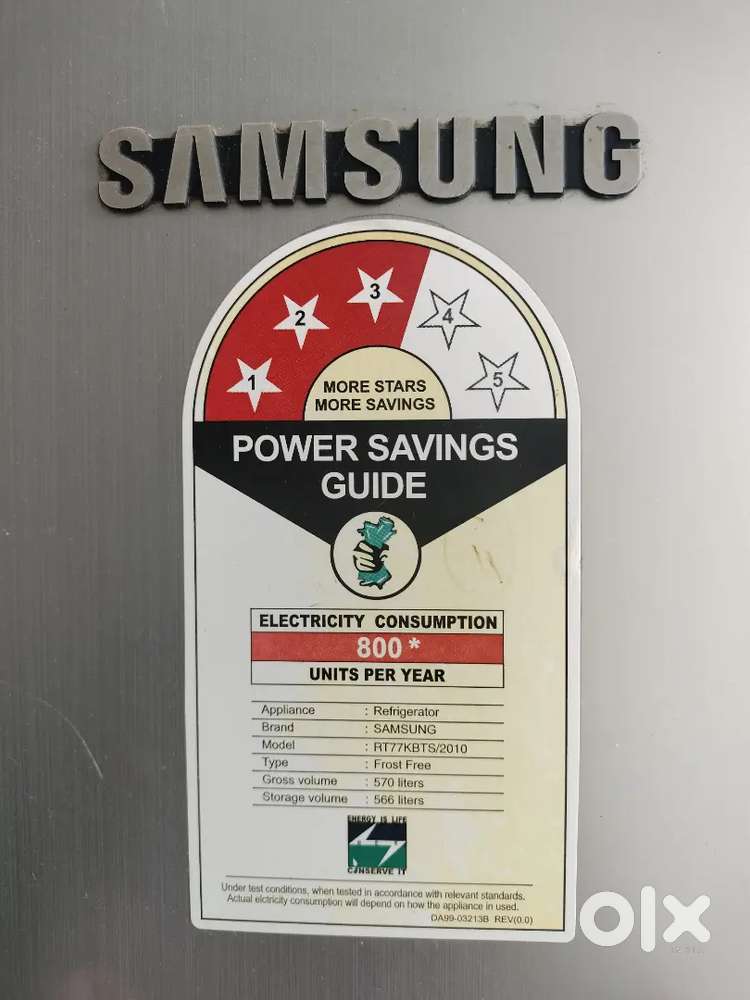 SAMSUNG
1 2 3 4 5
MORE STARS
MORE SAVINGS
POWER SAVINGS
GUIDE
ELECTRICITY CONSUMPTION
800 *
UNITS PER YEAR
Appliance : Refrigerator
Brand : SAMSUNG
Model : RT77KBTS/2010
Type : Frost Free
Gross volume : 570 liters
Storage volume : 566 liters
ENERGY IS LIFE
CONSERVE IT
Under test conditions, when tested in accordance with relevant standards.
Actual elctricity consumption will depend on how the appliance in used.
DA99-03213B REV(0.0)
olx